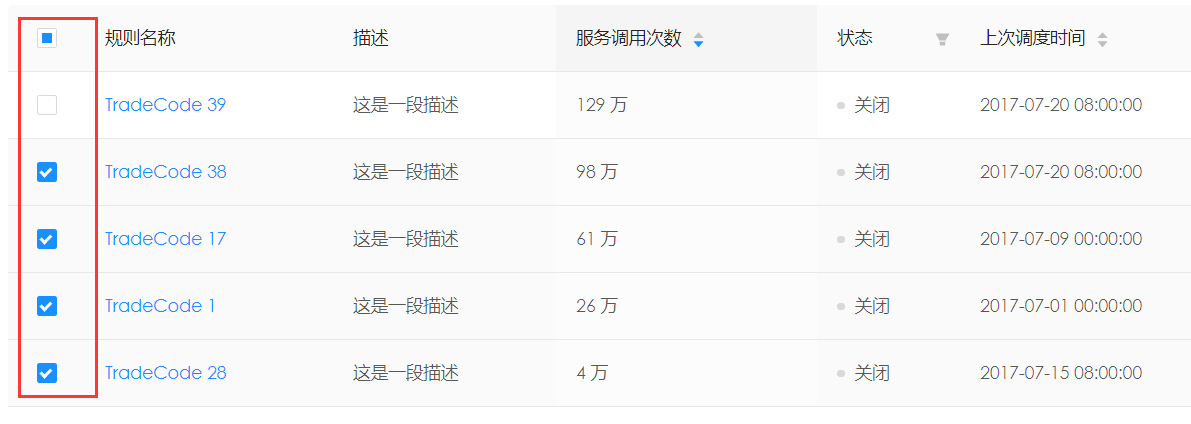 规则名称 描述 服务调用次数 状态 上次调度时间
TradeCode 39 这是一段描述 129 万 关闭 2017-07-20 08:00:00
TradeCode 38 这是一段描述 98 万 关闭 2017-07-20 08:00:00
TradeCode 17 这是一段描述 61 万 关闭 2017-07-09 00:00:00
TradeCode 1 这是一段描述 26 万 关闭 2017-07-01 00:00:00
TradeCode 28 这是一段描述 4 万 关闭 2017-07-15 08:00:00